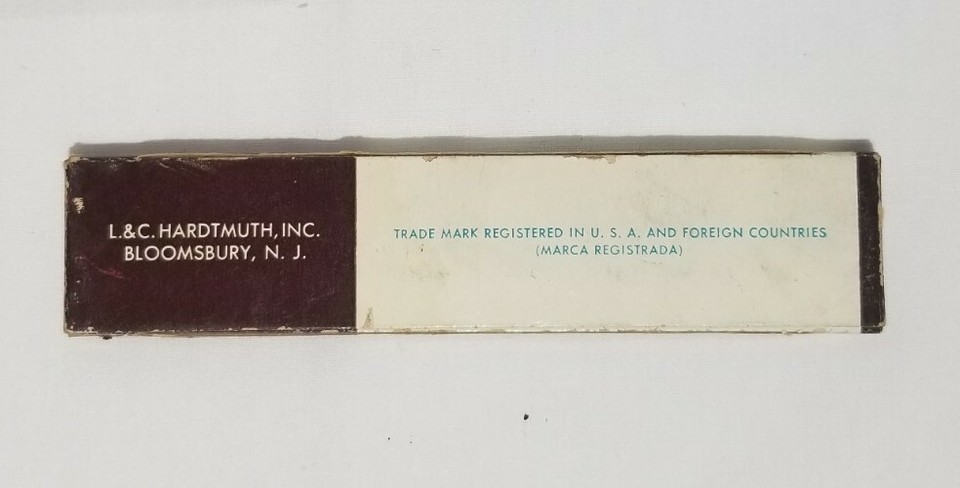 L.&C. HARDTMUTH, INC.
BLOOMSBURY, N. J.
TRADE MARK REGISTERED IN U. S. A. AND FOREIGN COUNTRIES
(MARCA REGISTRADA)